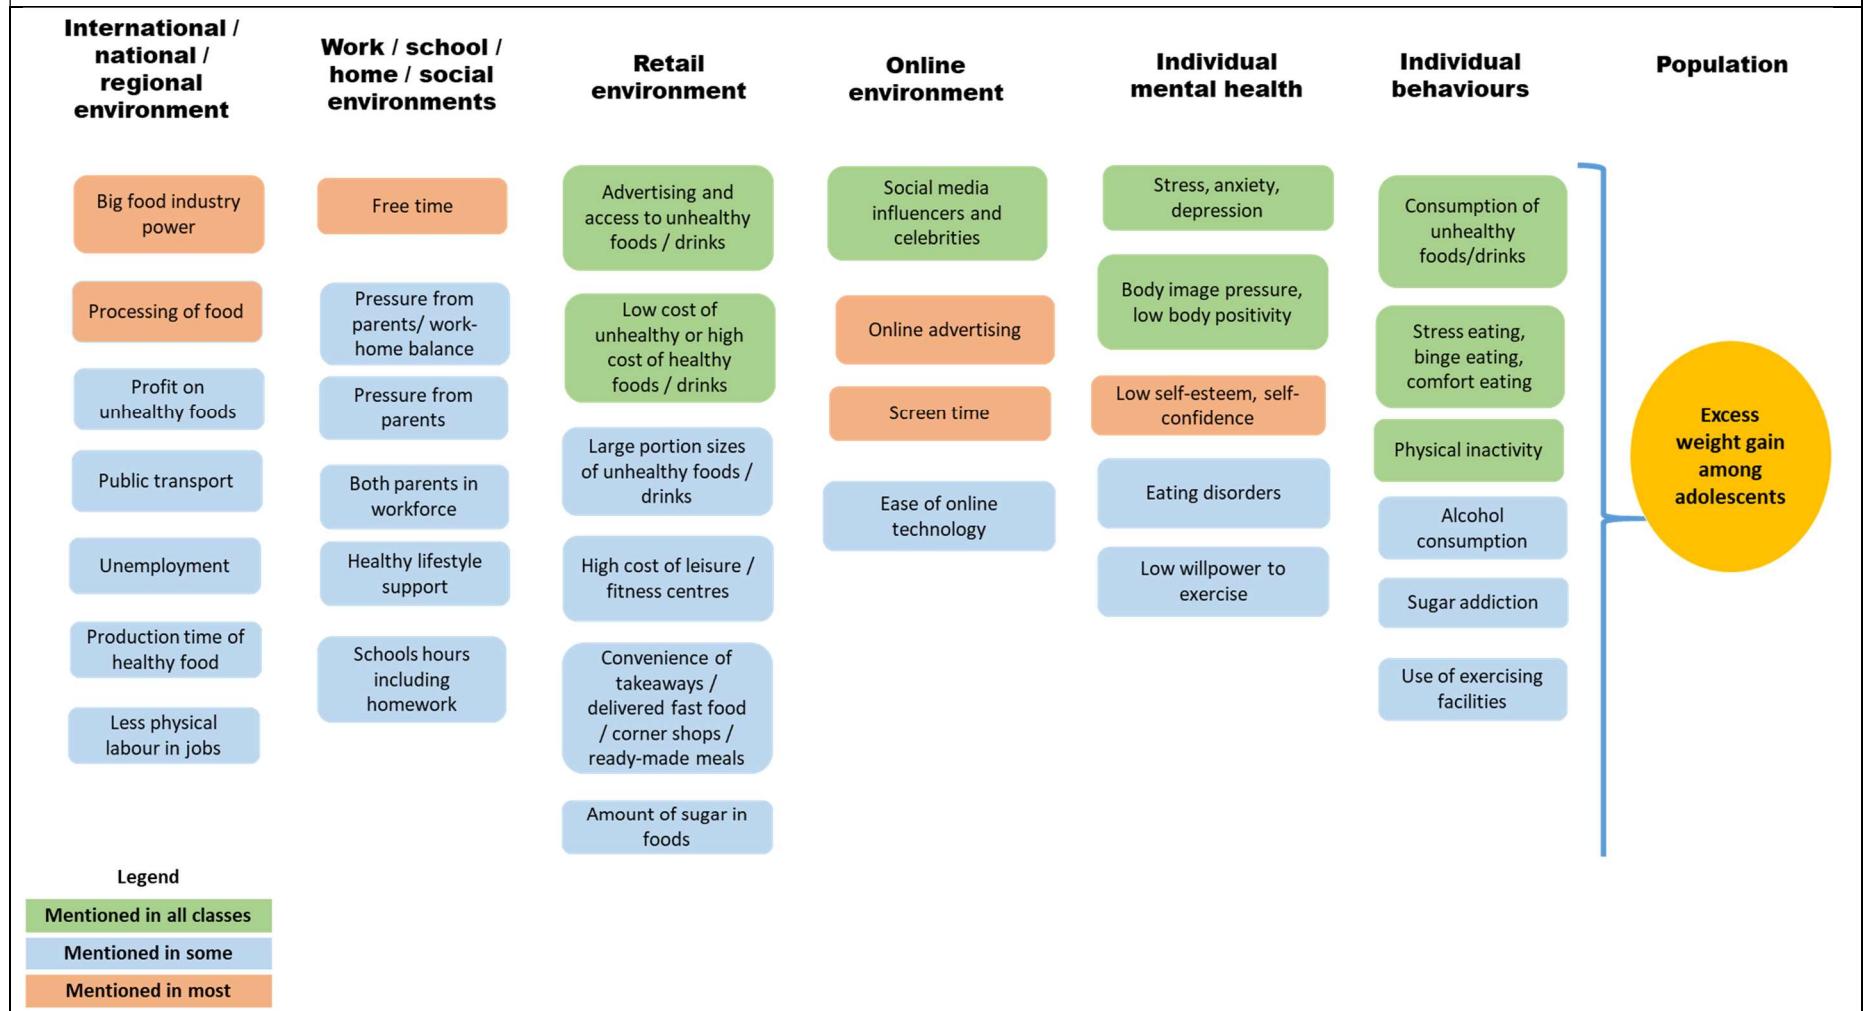 International /
national /
regional
environment
Work / school /
home / social
environments
Retail
environment
Online
environment
Individual
mental health
Individual
behaviours
Population
Big food industry
power
Processing of food
Profit on
unhealthy foods
Public transport
Unemployment
Production time of
healthy food
Less physical
labour in jobs
Free time
Pressure from
parents/ work-
home balance
Pressure from
parents
Both parents in
workforce
Healthy lifestyle
support
Schools hours
including
homework
Advertising and
access to unhealthy
foods / drinks
Low cost of
unhealthy or high
cost of healthy
foods / drinks
Large portion sizes
of unhealthy foods /
drinks
High cost of leisure /
fitness centres
Convenience of
takeaways /
delivered fast food
/ corner shops /
ready-made meals
Amount of sugar in
foods
Social media
influencers and
celebrities
Online advertising
Screen time
Ease of online
technology
Stress, anxiety,
depression
Body image pressure,
low body positivity
Low self-esteem, self-
confidence
Eating disorders
Low willpower to
exercise
Consumption of
unhealthy
foods/drinks
Stress eating,
binge eating,
comfort eating
Physical inactivity
Alcohol
consumption
Sugar addiction
Use of exercising
facilities
Excess
weight gain
among
adolescents
Legend
Mentioned in all classes
Mentioned in some
Mentioned in most